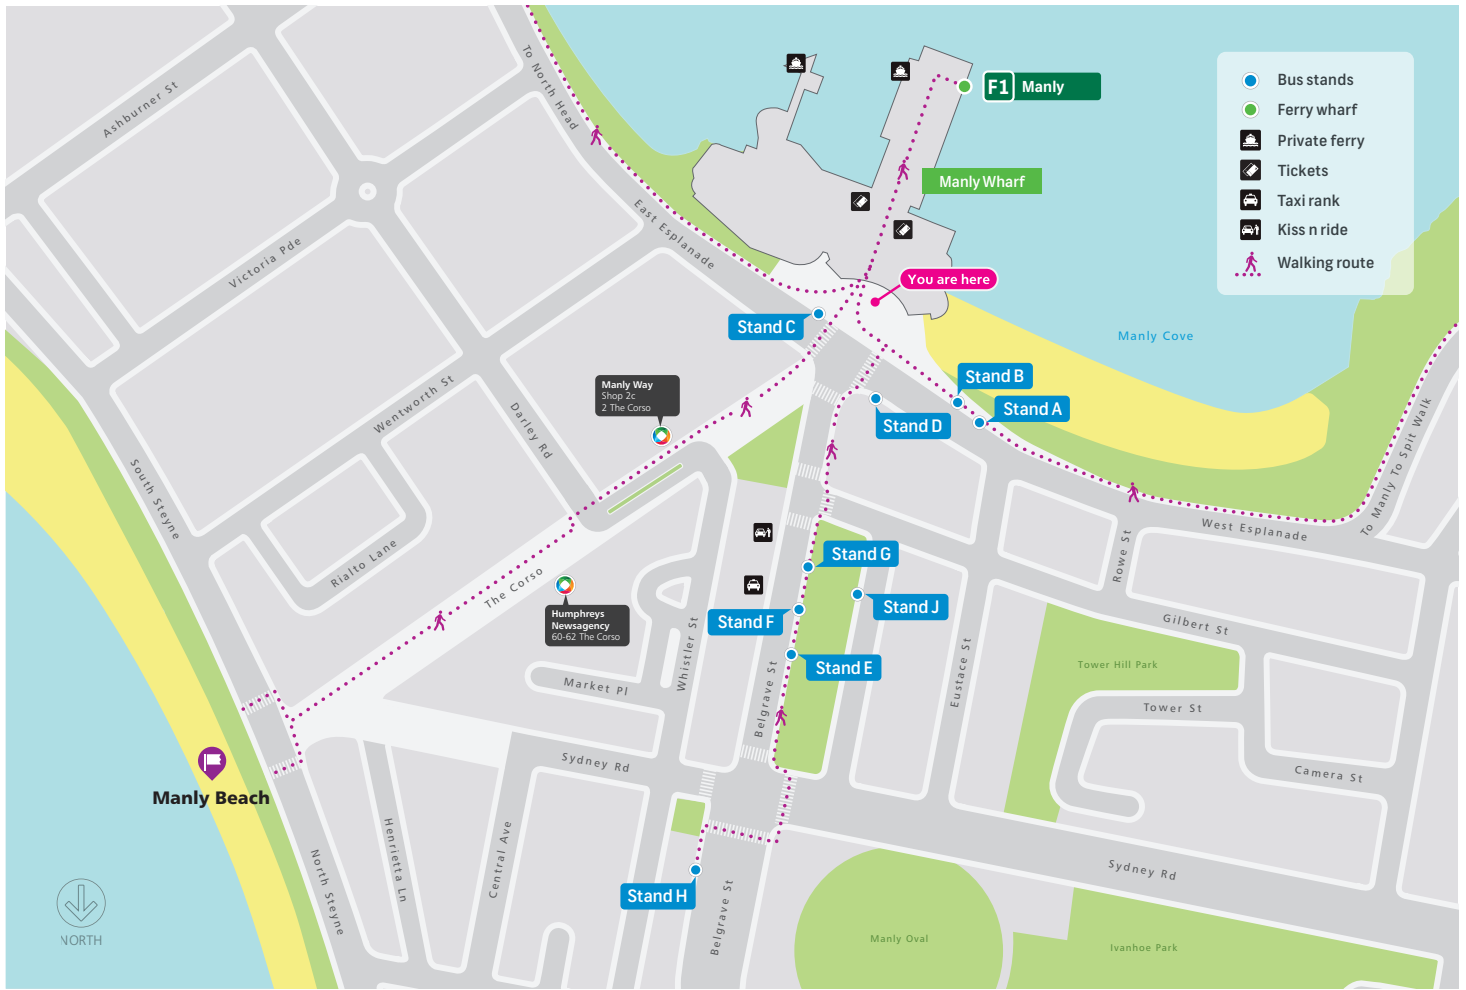 Ashburner St
To North Head
F1 Manly
Manly Wharf
Bus stands
Ferry wharf
Private ferry
Tickets
Taxi rank
Kiss n ride
Walking route
Victoria Pde
East Esplanade
You are here
Stand C
Manly Cove
Stand B
Stand A
Stand D
Manly Way
Shop 2c
2 The Corso
Wentworth St
Darley Rd
South Steyne
Rialto Lane
The Corso
Humphreys
Newsagency
60-62 The Corso
To Manly To Spit Walk
West Esplanade
Rowe St
Stand G
Stand J
Stand F
Stand E
Gilbert St
Whistler St
Belgrave St
Eustace St
Tower Hill Park
Market Pl
Tower St
Sydney Rd
Camera St
Manly Beach
Henrietta Ln
Central Ave
North Steyne
Stand H
Belgrave St
Sydney Rd
Manly Oval
Ivanhoe Park
NORTH